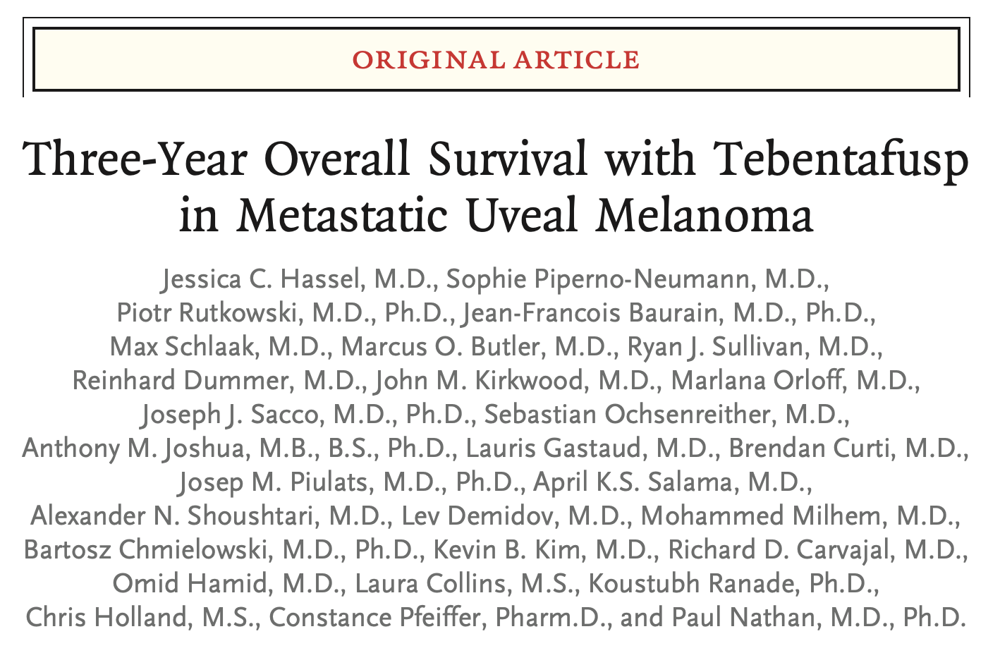 ORIGINAL ARTICLE
Three-Year Overall Survival with Tebentafusp
in Metastatic Uveal Melanoma
Jessica C. Hassel, M.D., Sophie Piperno-Neumann, M.D.,
Piotr Rutkowski, M.D., Ph.D., Jean-Francois Baurain, M.D., Ph.D.,
Max Schlaak, M.D., Marcus O. Butler, M.D., Ryan J. Sullivan, M.D.,
Reinhard Dummer, M.D., John M. Kirkwood, M.D., Marlana Orloff, M.D.,
Joseph J. Sacco, M.D., Ph.D., Sebastian Ochsenreither, M.D.,
Anthony M. Joshua, M.B., B.S., Ph.D., Lauris Gastaud, M.D., Brendan Curti, M.D.,
Josep M. Piulats, M.D., Ph.D., April K.S. Salama, M.D.,
Alexander N. Shoushtari, M.D., Lev Demidov, M.D., Mohammed Milhem, M.D.,
Bartosz Chmielowski, M.D., Ph.D., Kevin B. Kim, M.D., Richard D. Carvajal, M.D.,
Omid Hamid, M.D., Laura Collins, M.S., Koustubh Ranade, Ph.D.,
Chris Holland, M.S., Constance Pfeiffer, Pharm.D., and Paul Nathan, M.D., Ph.D.